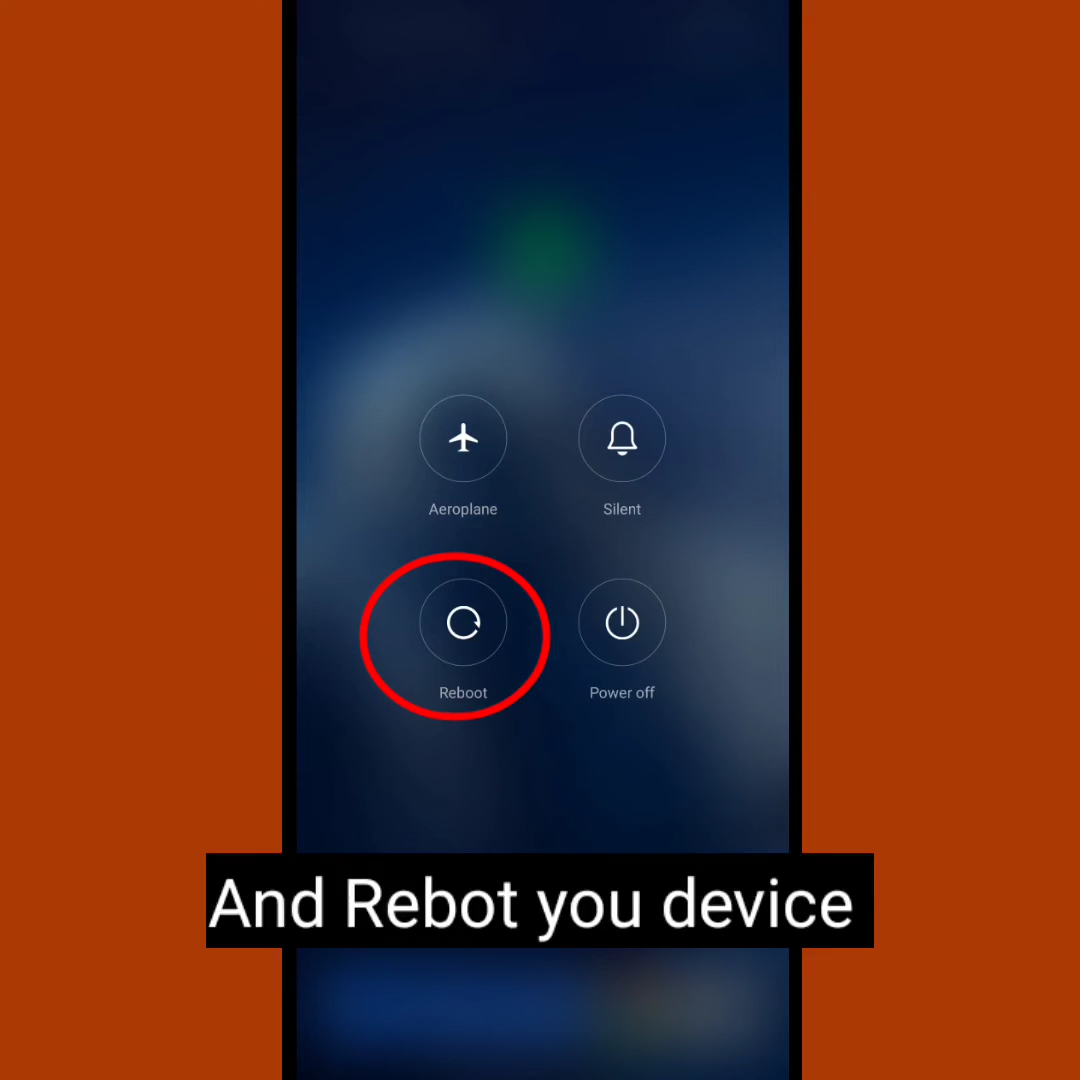 Aeroplane
Silent
Reboot
Power off
And Rebot you device